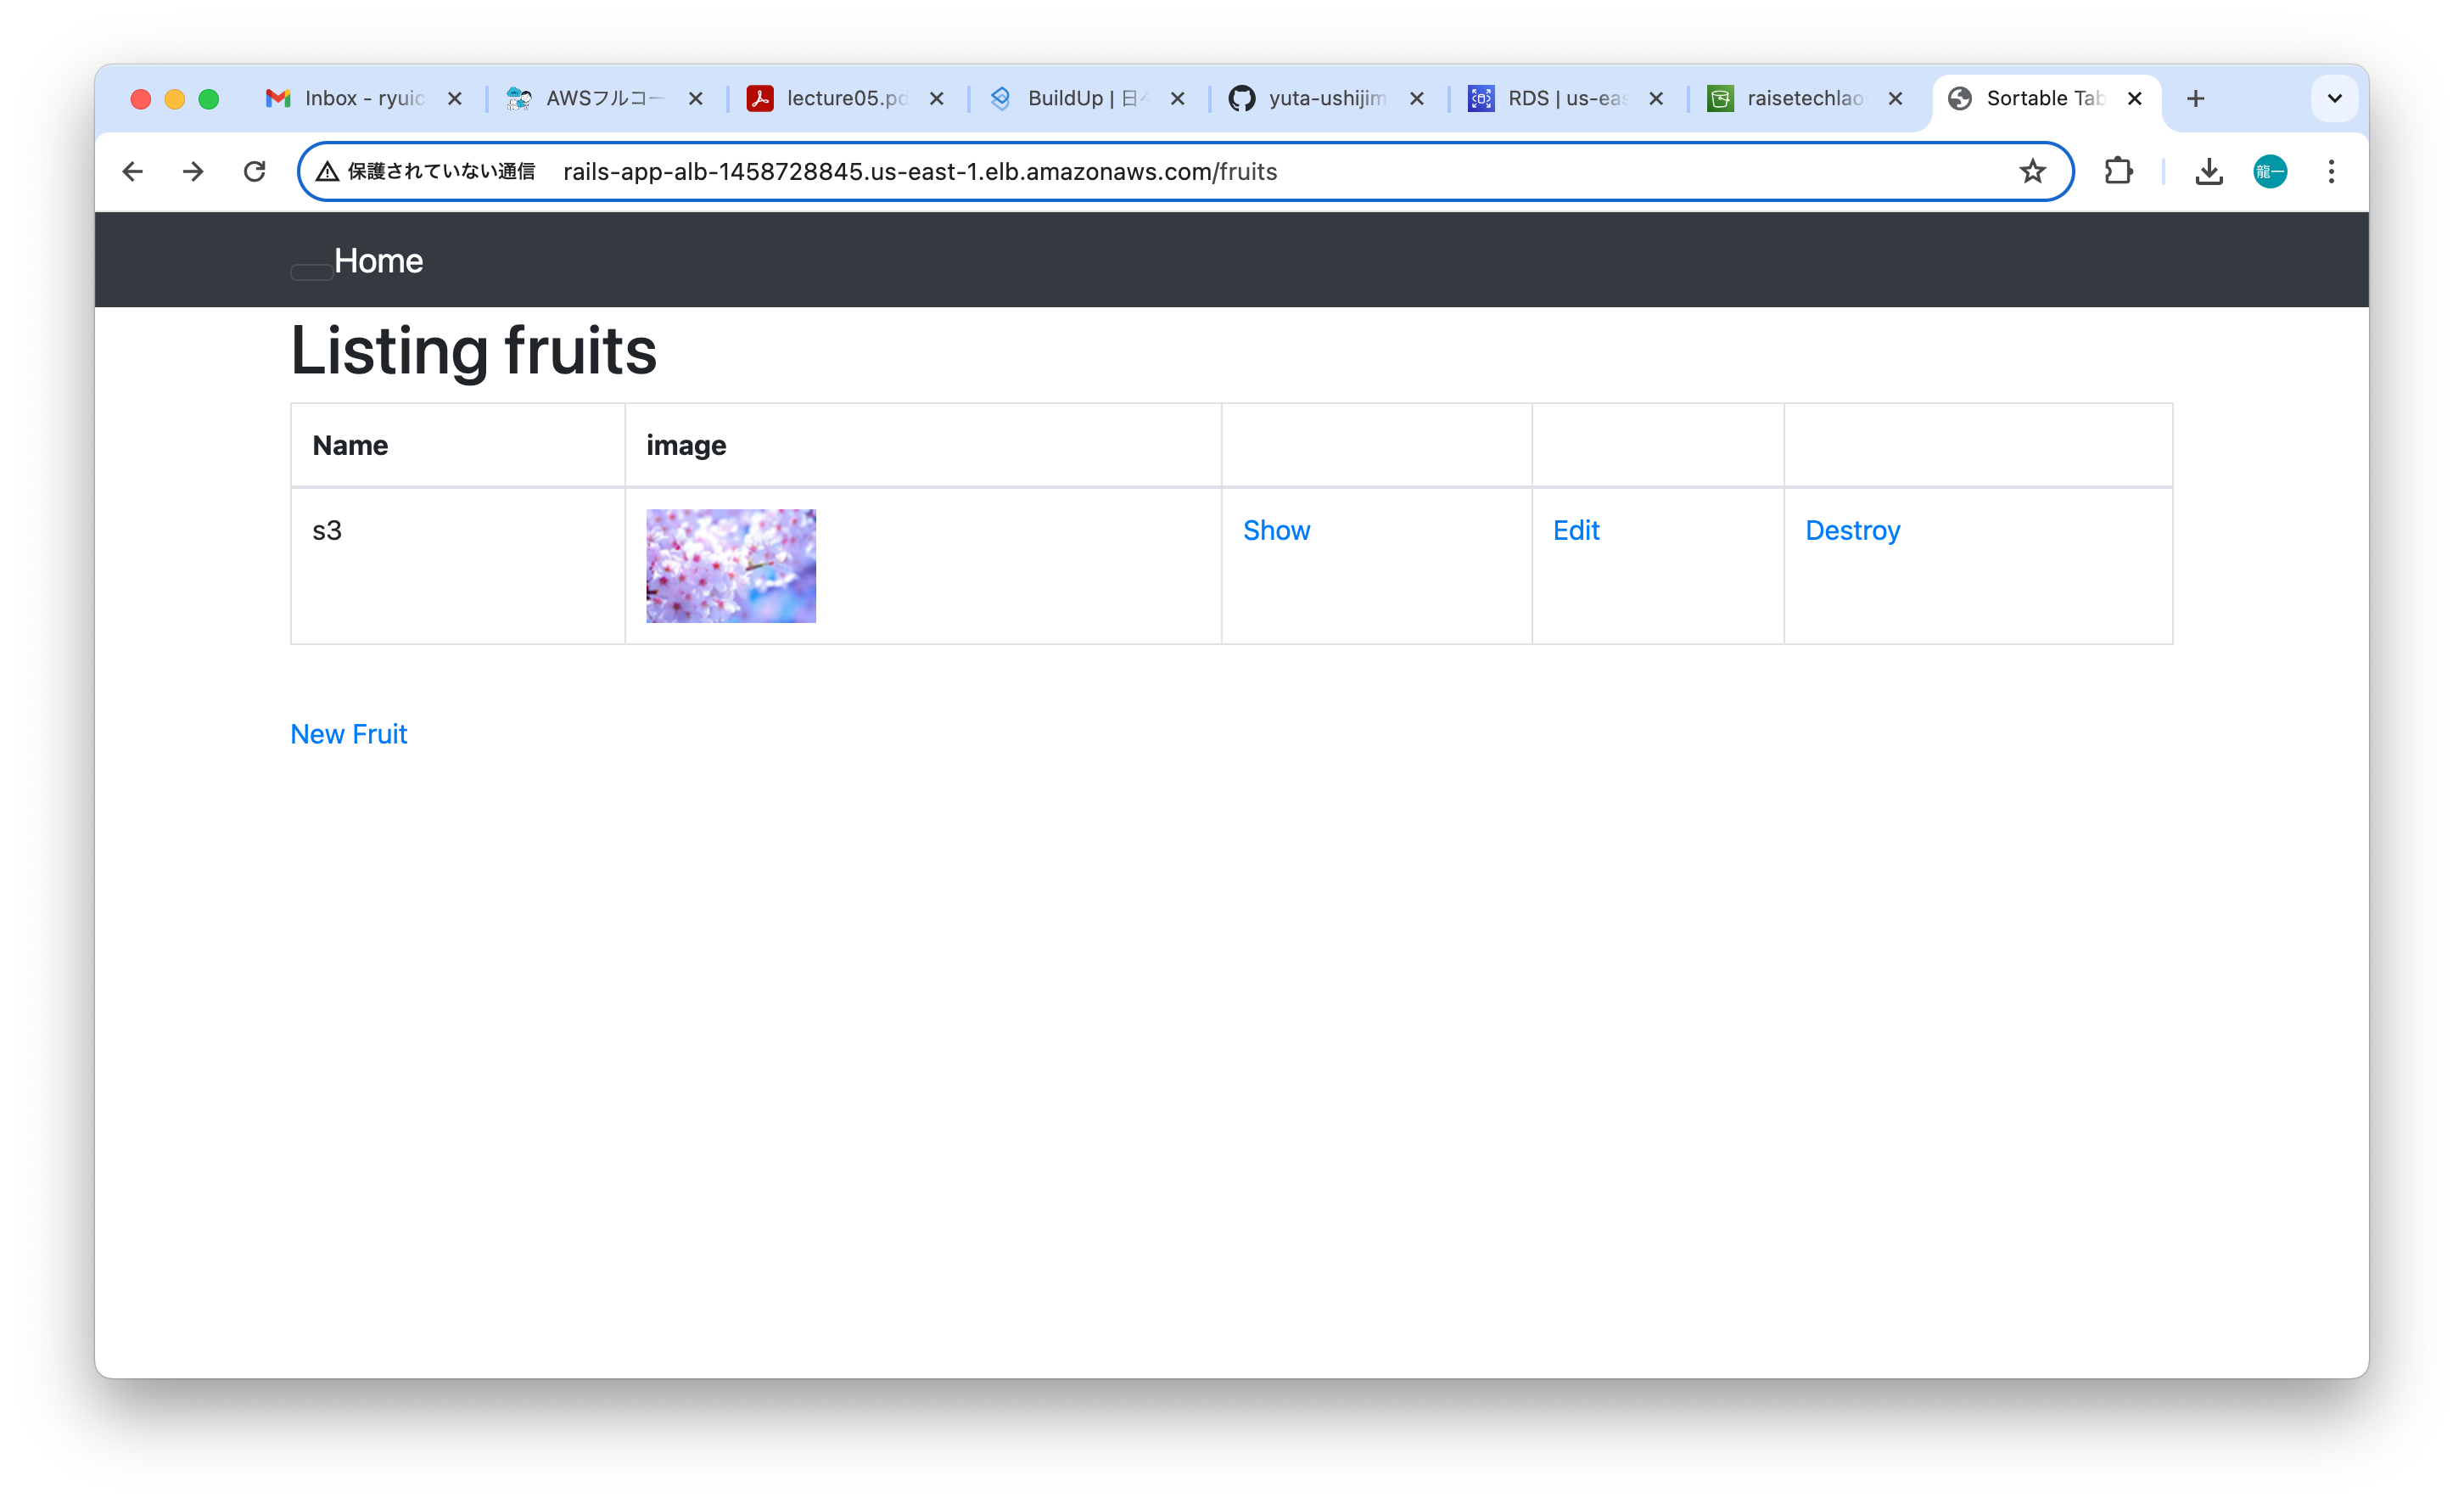 Inbox - ryuic
AWSフルコー
lecture05.pd
BuildUp | 日々
yuta-ushijim
RDS | us-eas
raisetechlao
Sortable Tab
保護されていない通信 rails-app-alb-1458728845.us-east-1.elb.amazonaws.com/fruits
龍一
Home
Listing fruits
Name image
s3 Show Edit Destroy
New Fruit